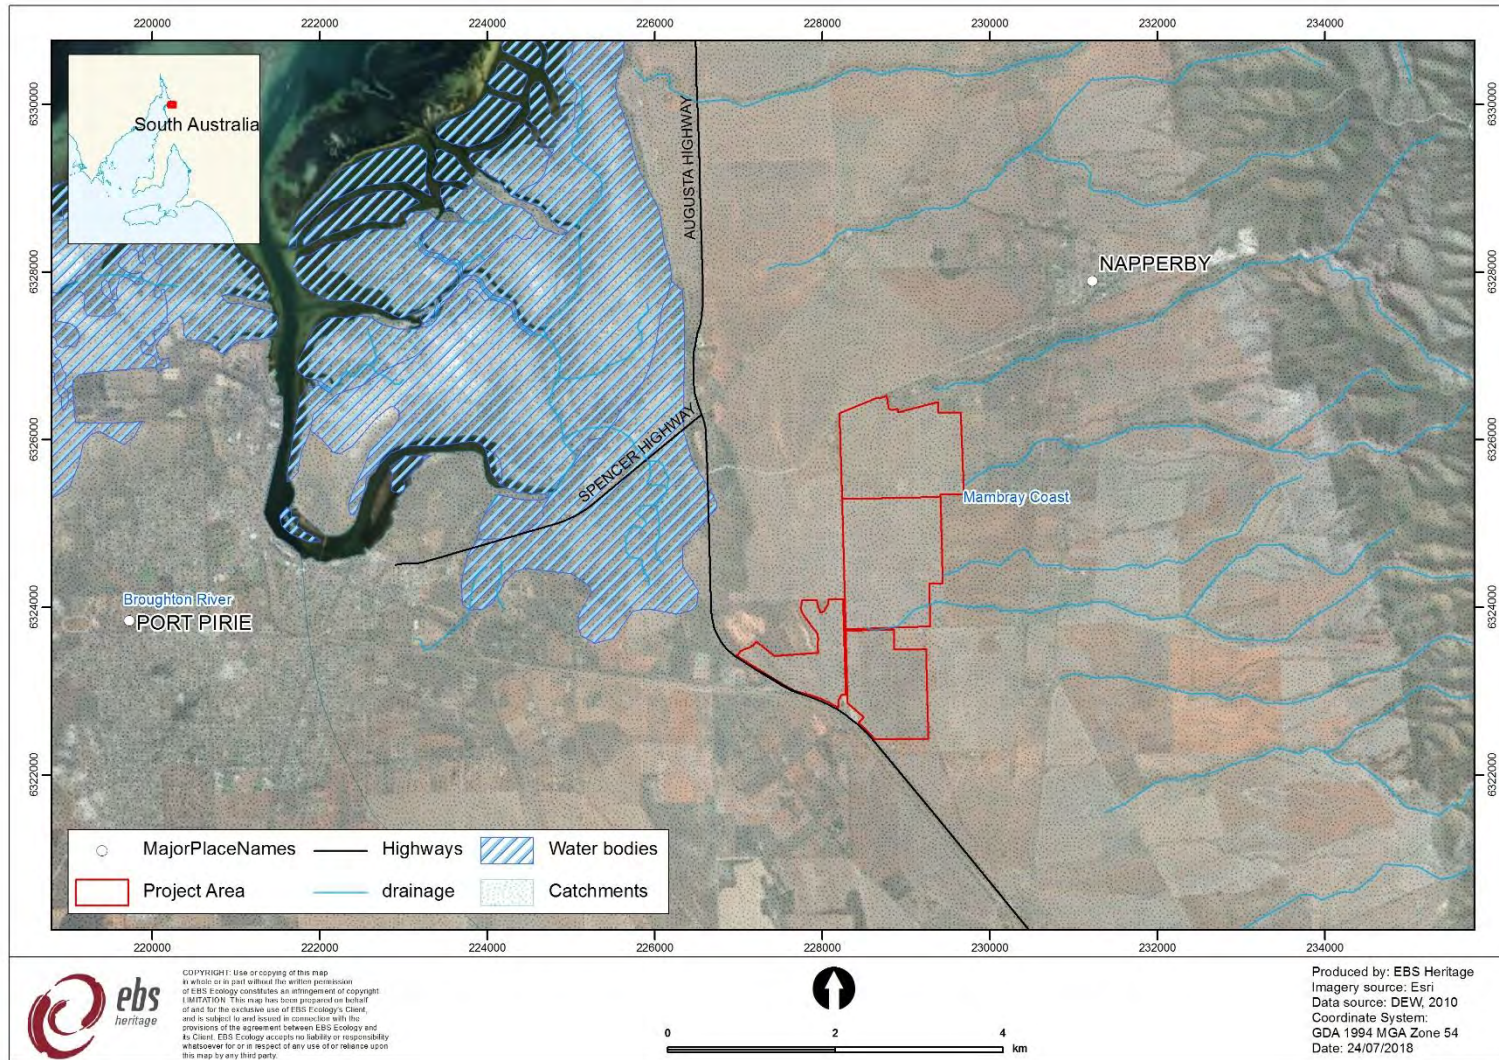 220000 222000 224000 226000 228000 230000 232000 234000
6330000 6330000
South Australia
AUGUSTA HIGHWAY
NAPPERBY
6328000 6328000
SPENCER HIGHWAY
6326000 6326000
Mambray Coast
Broughton River
PORT PIRIE
6324000 6324000
6322000 6322000
MajorPlaceNames Highways Water bodies
Project Area drainage Catchments
220000 222000 224000 226000 228000 230000 232000 234000
ebs
heritage
COPYRIGHT: Use or copying of this map
in whole or in part without the written permission
of EBS Ecology constitutes an infringement of copyright.
LIMITATION: This map has been prepared on behalf
of and for the exclusive use of EBS Ecology's Client,
and is subject to and issued in connection with the
provisions of the agreement between EBS Ecology and
its Client. EBS Ecology accepts no liability or responsibility
whatsoever for or in respect of any use of or reliance upon
this map by any third party.
0 2 4
km
Produced by: EBS Heritage
Imagery source: Esri
Data source: DEW, 2010
Coordinate System:
GDA 1994 MGA Zone 54
Date: 24/07/2018